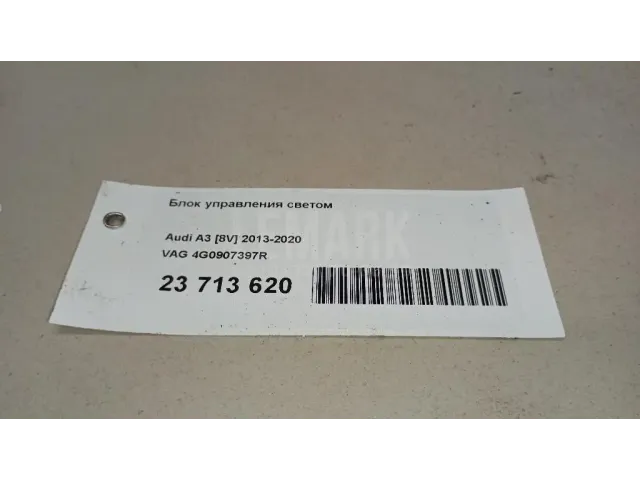 Блок управления светом
Audi A3 [8V] 2013-2020
VAG 4G0907397R
23 713 620